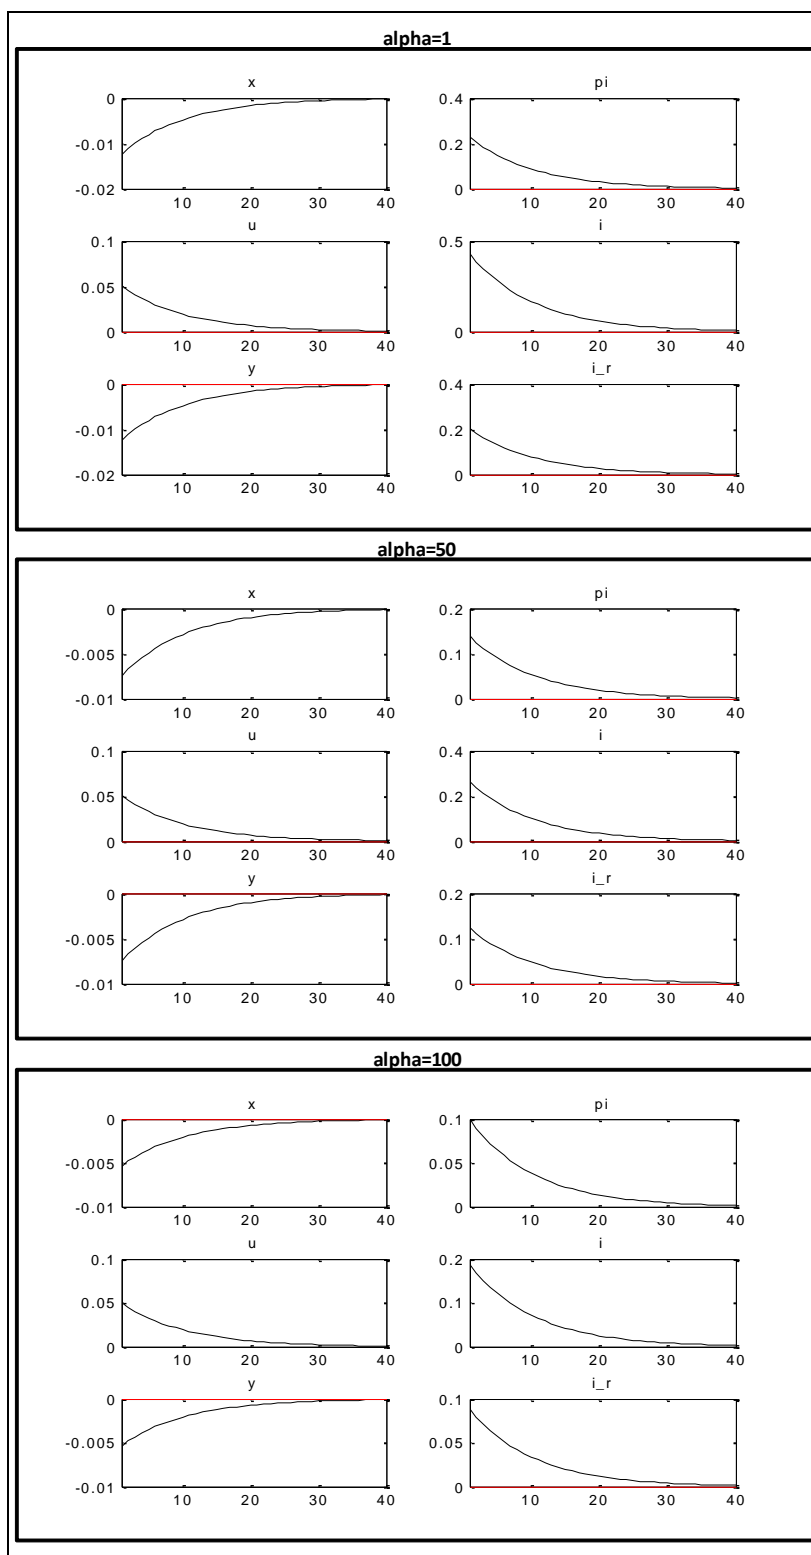 alpha=1
x pi
0 0.4
-0.01 0.2
-0.02 0
10 20 30 40 10 20 30 40
u i
0.1 0.5
0.05
0 0
10 20 30 40 10 20 30 40
y i_r
0 0.4
-0.01 0.2
-0.02 0
10 20 30 40 10 20 30 40
alpha=50
x pi
0 0.2
-0.005 0.1
-0.01 0
10 20 30 40 10 20 30 40
u i
0.1 0.4
0.05 0.2
0 0
10 20 30 40 10 20 30 40
y i_r
0 0.2
-0.005 0.1
-0.01 0
10 20 30 40 10 20 30 40
alpha=100
x pi
0 0.1
-0.005 0.05
-0.01 0
10 20 30 40 10 20 30 40
u i
0.1 0.2
0.05 0.1
0 0
10 20 30 40 10 20 30 40
y i_r
0 0.1
-0.005 0.05
-0.01 0
10 20 30 40 10 20 30 40